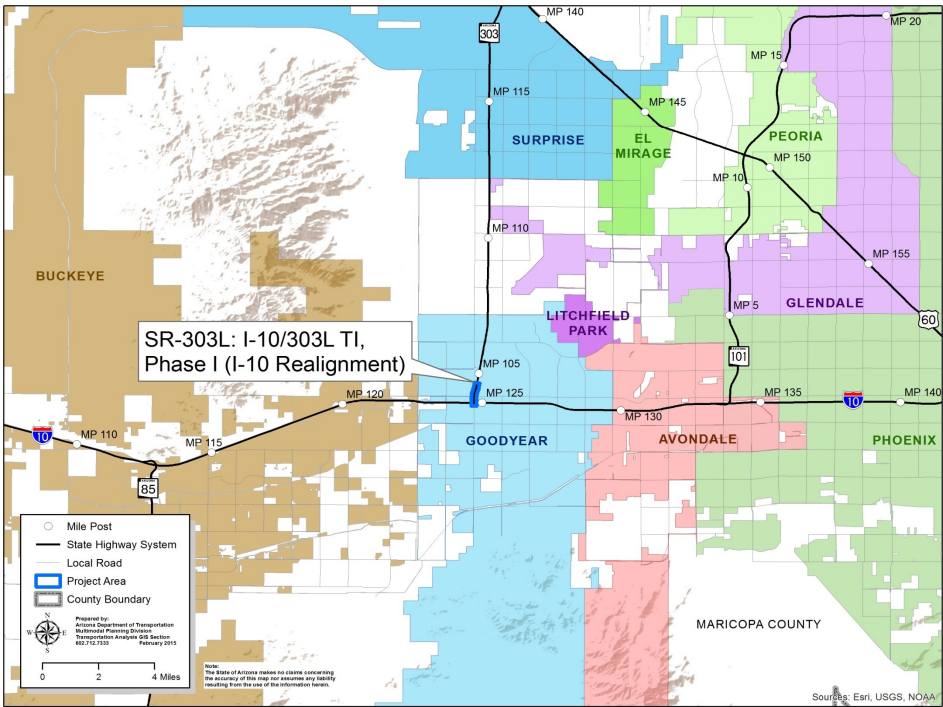 MP 140
MP 20
ARIZONA
303
MP 15
MP 115
MP 145
SURPRISE
EL
MIRAGE
PEORIA
MP 150
MP 10
MP 110
MP 155
BUCKEYE
GLENDALE
LITCHFIELD
PARK
MP 5
60
SR-303L: I-10/303L TI,
Phase I (I-10 Realignment)
ARIZONA
101
MP 105
MP 120
MP 125
MP 135
10
MP 140
MP 130
10
MP 110
MP 115
GOODYEAR
AVONDALE
PHOENIX
ARIZONA
85
Mile Post
State Highway System
Local Road
Project Area
County Boundary
N
W
E
S
Prepared by:
Arizona Department of Transportation
Multimodal Planning Division
Transportation Analysis GIS Section
602.712.7333 February 2015
0 2 4 Miles
Note:
The State of Arizona makes no claims concerning
the accuracy of this map nor assumes any liability
resulting from the use of the information herein.
MARICOPA COUNTY
Sources: Esri, USGS, NOAA